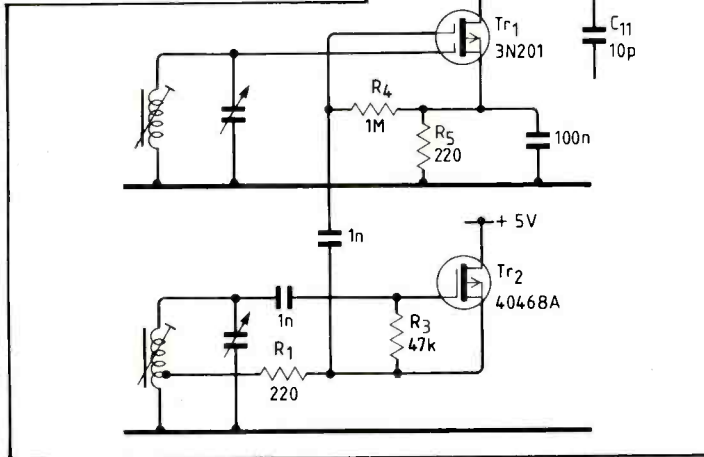 Tr1
3N201
C11
10p
R4
1M
R5
220
100n
1n
+ 5V
Tr2
40468A
1n
R3
47k
R1
220